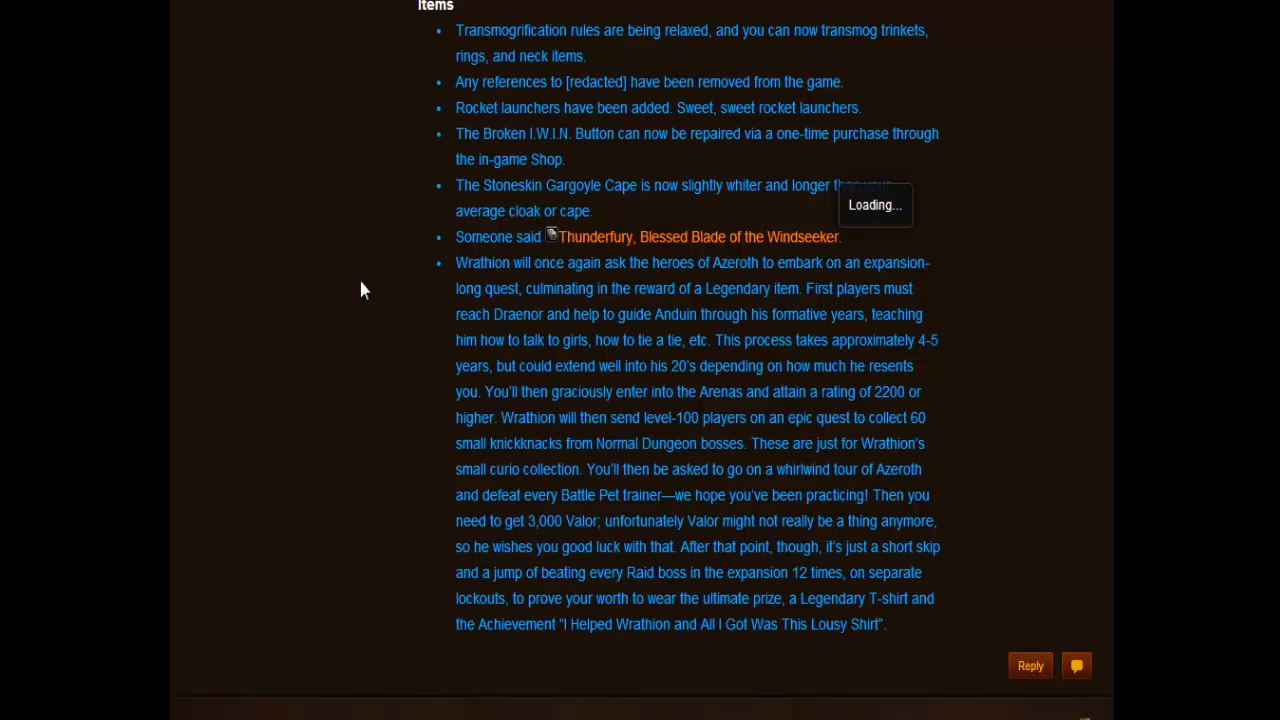 Items
Transmogrification rules are being relaxed, and you can now transmog trinkets,
rings, and neck items.
Any references to [redacted] have been removed from the game.
Rocket launchers have been added. Sweet, sweet rocket launchers.
The Broken I.W.I.N. Button can now be repaired via a one-time purchase through
the in-game Shop.
The Stoneskin Gargoyle Cape is now slightly whiter and longer than your
average cloak or cape.
Loading...
Someone said Thunderfury, Blessed Blade of the Windseeker.
Wrathion will once again ask the heroes of Azeroth to embark on an expansion-
long quest, culminating in the reward of a Legendary item. First players must
reach Draenor and help to guide Anduin through his formative years, teaching
him how to talk to girls, how to tie a tie, etc. This process takes approximately 4-5
years, but could extend well into his 20's depending on how much he resents
you. You'll then graciously enter into the Arenas and attain a rating of 2200 or
higher. Wrathion will then send level-100 players on an epic quest to collect 60
small knickknacks from Normal Dungeon bosses. These are just for Wrathion's
small curio collection. You'll then be asked to go on a whirlwind tour of Azeroth
and defeat every Battle Pet trainer—we hope you've been practicing! Then you
need to get 3,000 Valor; unfortunately Valor might not really be a thing anymore,
so he wishes you good luck with that. After that point, though, it's just a short skip
and a jump of beating every Raid boss in the expansion 12 times, on separate
lockouts, to prove your worth to wear the ultimate prize, a Legendary T-shirt and
the Achievement “I Helped Wrathion and All I Got Was This Lousy Shirt”.
Reply